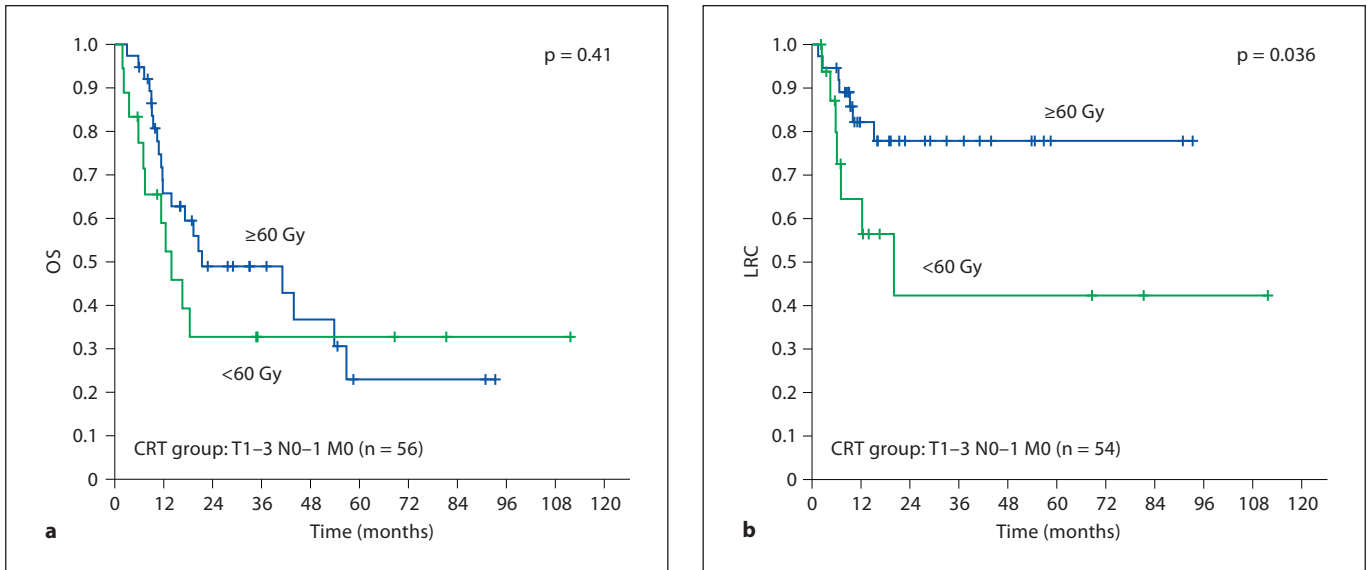 1.0
0.9
0.8
0.7
0.6
0.5
0.4
0.3
0.2
0.1
0
OS
p = 0.41
≥60 Gy
<60 Gy
CRT group: T1–3 N0–1 M0 (n = 56)
0 12 24 36 48 60 72 84 96 108 120
Time (months)
a
1.0
0.9
0.8
0.7
0.6
0.5
0.4
0.3
0.2
0.1
0
LRC
p = 0.036
≥60 Gy
<60 Gy
CRT group: T1–3 N0–1 M0 (n = 54)
0 12 24 36 48 60 72 84 96 108 120
Time (months)
b